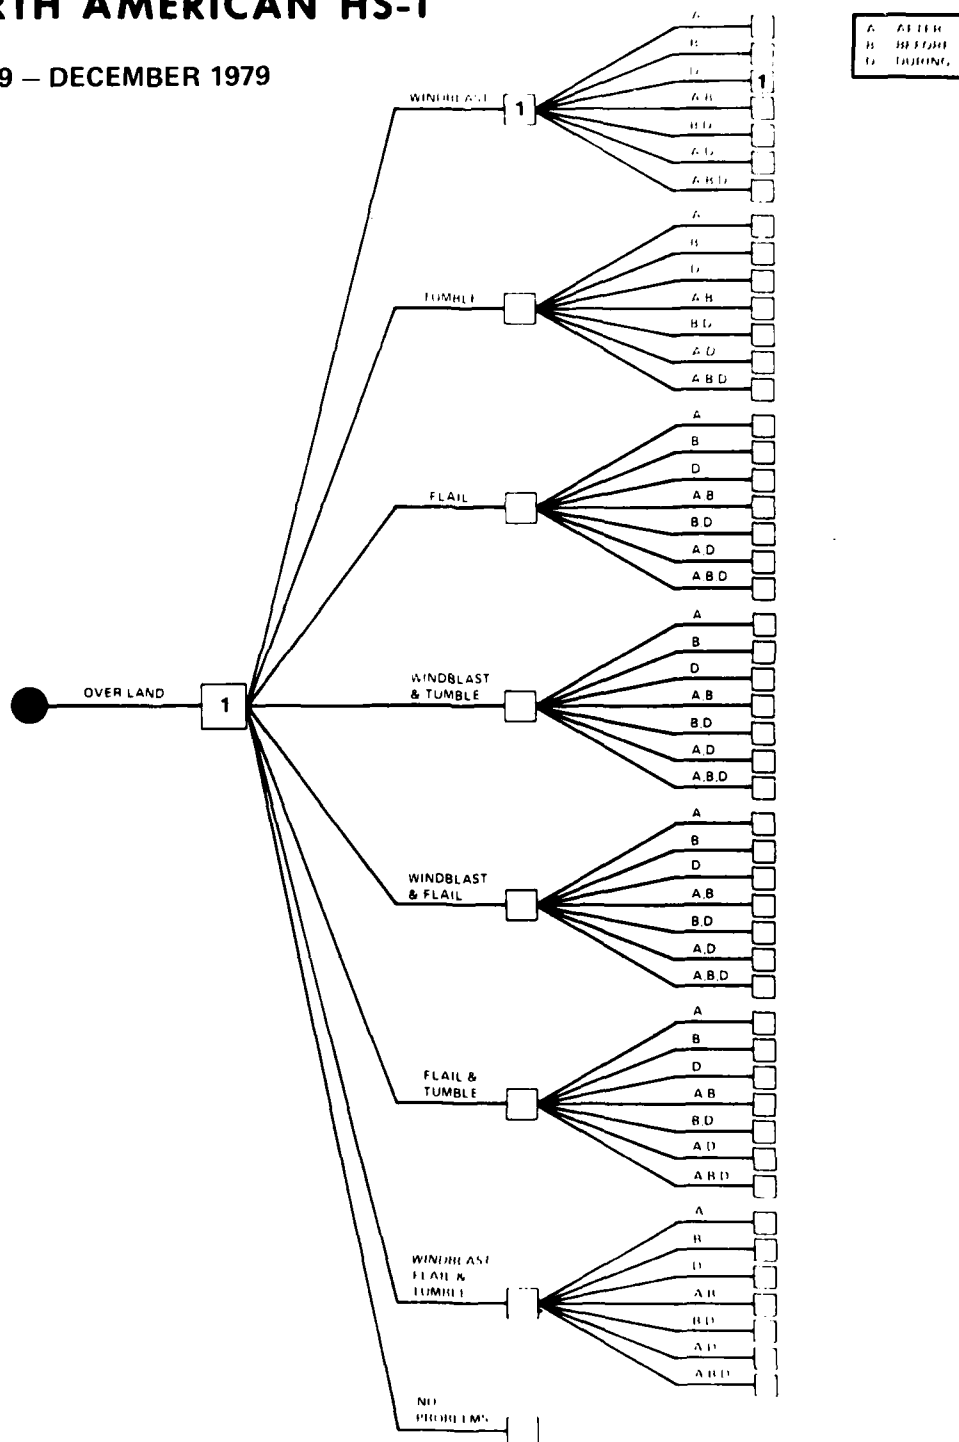 RTH AMERICAN HS-1
9 – DECEMBER 1979
A AFTER
B BEFORE
D DURING
OVER LAND
1
WINDBLAST
1
A
B
D
1
A.B
B.D
A.D
A.B.D
TUMBLE
A
B
D
A.B
B.D
A.D
A.B.D
FLAIL
A
B
D
A.B
B.D
A.D
A.B.D
WINDBLAST
& TUMBLE
A
B
D
A.B
B.D
A.D
A.B.D
WINDBLAST
& FLAIL
A
B
D
A.B
B.D
A.D
A.B.D
FLAIL &
TUMBLE
A
B
D
A.B
B.D
A.D
A.B.D
WINDBLAST
FLAIL &
TUMBLE
A
B
D
A.B
B.D
A.D
A.B.D
NO
PROBLEMS